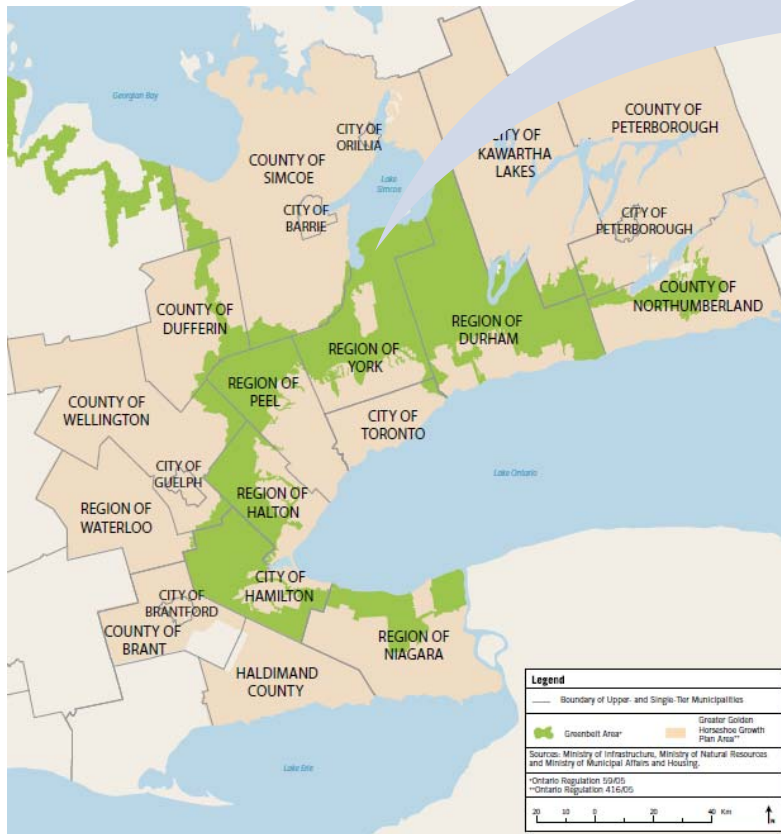 Georgian Bay
COUNTY OF
PETERBOROUGH
CITY OF
ORILLIA
CITY OF
KAWARTHA
LAKES
COUNTY OF
SIMCOE
Lake
Simcoe
CITY OF
BARRIE
CITY OF
PETERBOROUGH
COUNTY OF
NORTHUMBERLAND
COUNTY OF
DUFFERIN
REGION OF
DURHAM
REGION OF
YORK
REGION OF
PEEL
COUNTY OF
WELLINGTON
CITY OF
TORONTO
CITY OF
GUELPH
Lake Ontario
REGION OF
HALTON
REGION OF
WATERLOO
CITY OF
HAMILTON
CITY OF
BRANTFORD
COUNTY OF
BRANT
REGION OF
NIAGARA
HALDIMAND
COUNTY
Lake Erie
Legend
Boundary of Upper- and Single-Tier Municipalities
Greenbelt Area*
Greater Golden
Horseshoe Growth
Plan Area**
Sources: Ministry of Infrastructure, Ministry of Natural Resources
and Ministry of Municipal Affairs and Housing.
*Ontario Regulation 59/05
**Ontario Regulation 416/05
20 10 0 20 40 Km
N